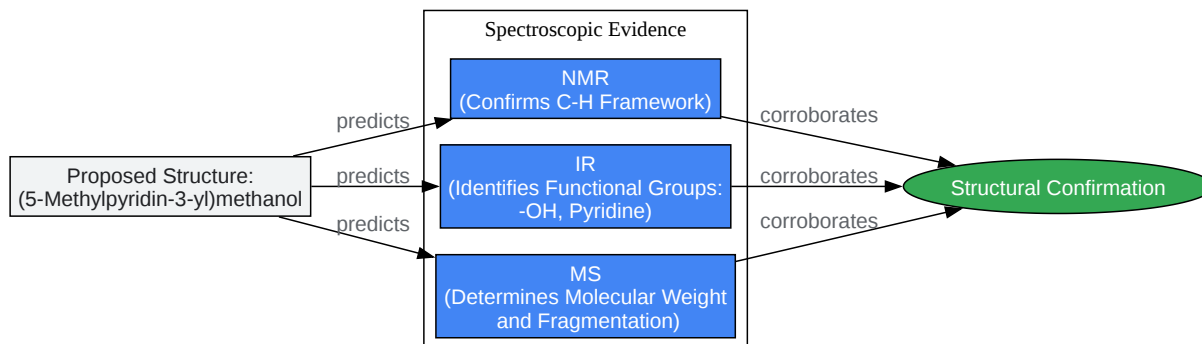 Spectroscopic Evidence
NMR
(Confirms C-H Framework)
predicts
corroborates
Proposed Structure:
(5-Methylpyridin-3-yl)methanol
predicts
IR
(Identifies Functional Groups:
-OH, Pyridine)
corroborates
Structural Confirmation
predicts
corroborates
MS
(Determines Molecular Weight
and Fragmentation)